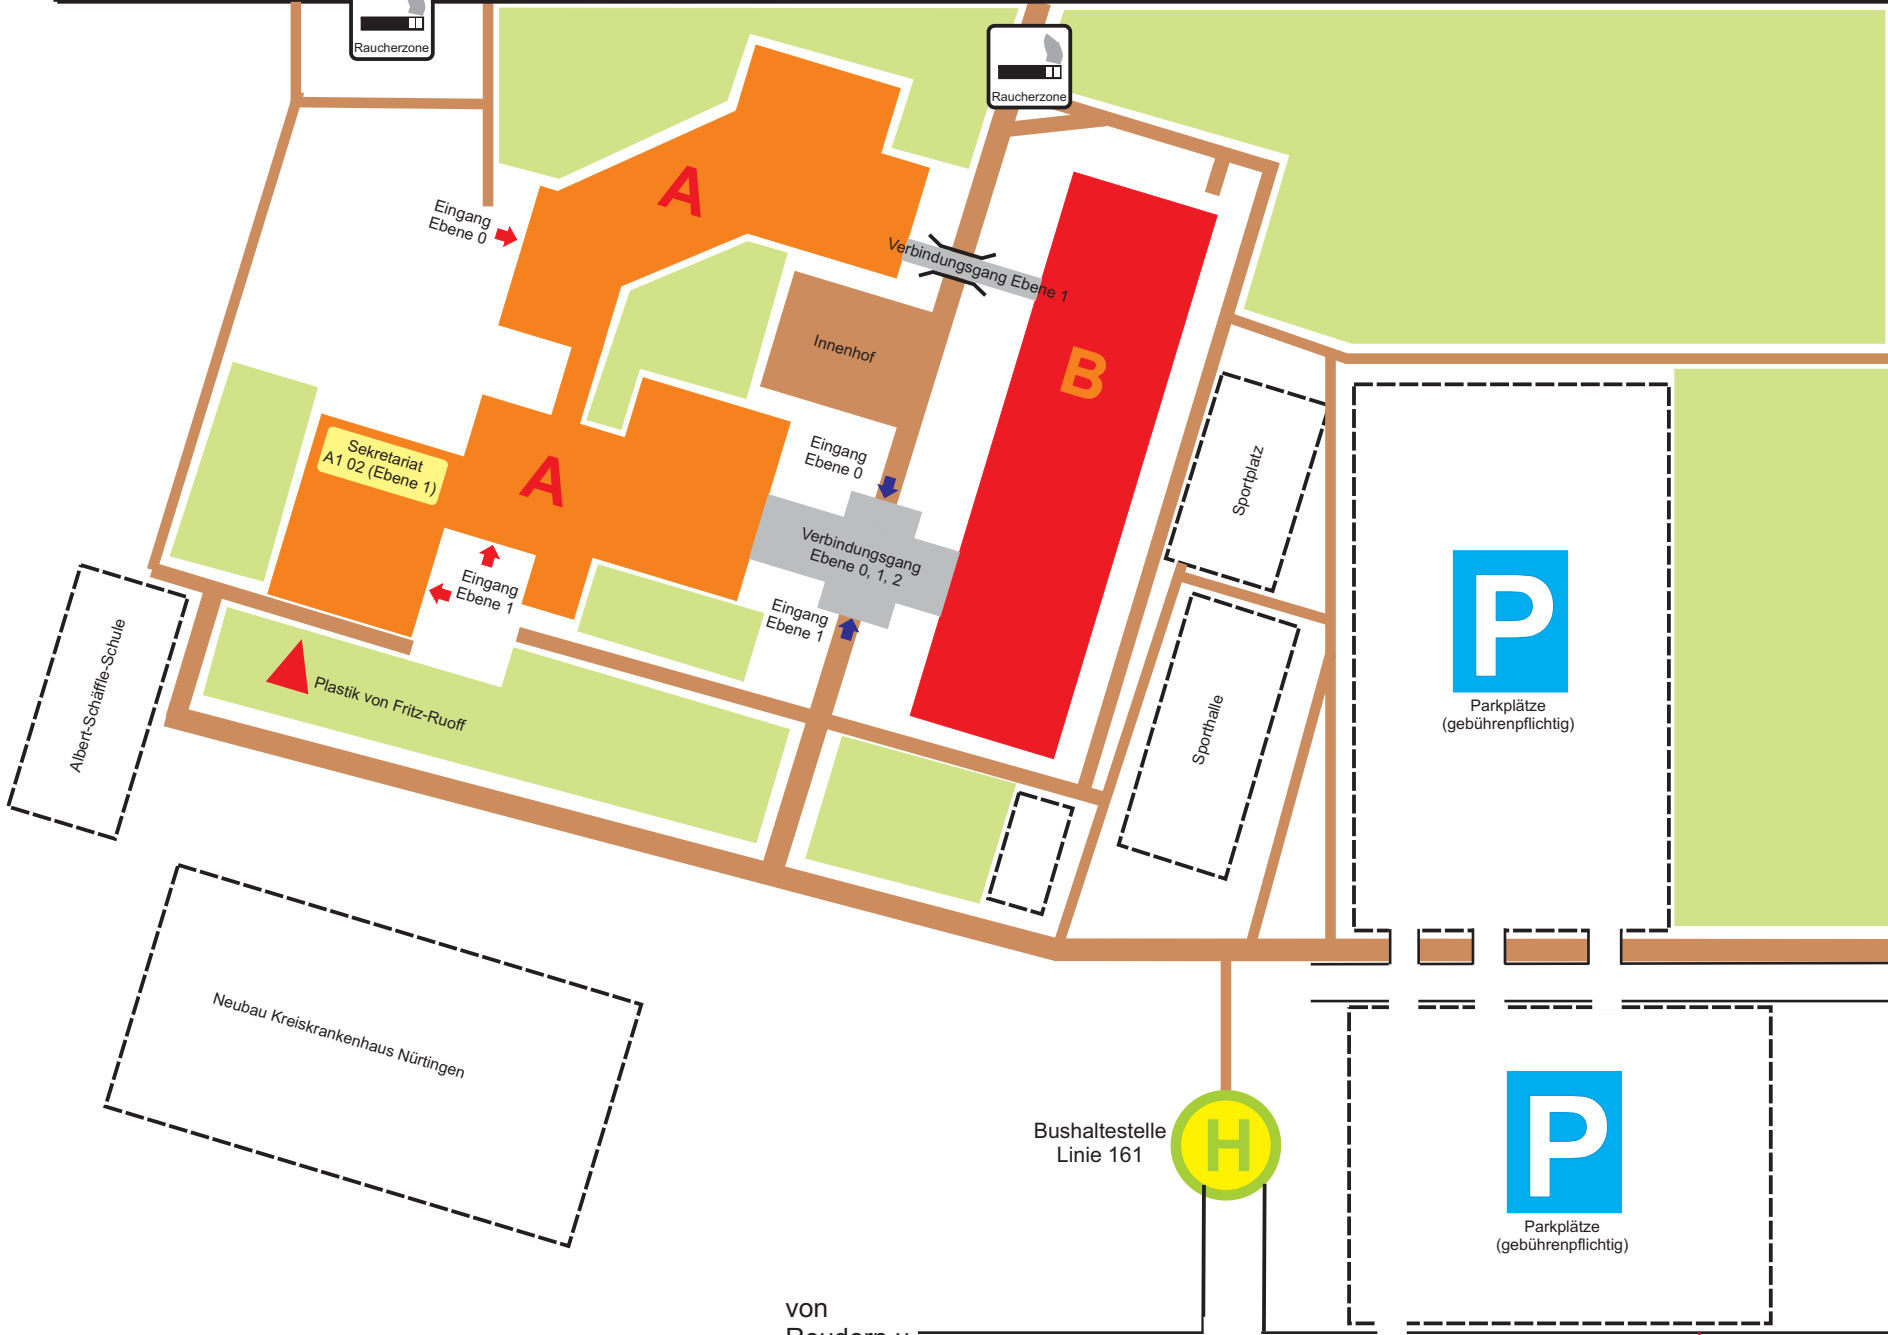 Raucherzone
Raucherzone
A
Eingang
Ebene 0
Verbindungsgang Ebene 1
Innenhof
B
Sekretariat
A1 02 (Ebene 1)
A
Eingang
Ebene 0
Sportplatz
Verbindungsgang
Ebene 0, 1, 2
Eingang
Ebene 1
Eingang
Ebene 1
P
Parkplätze
(gebührenpflichtig)
Albert-Schäffle-Schule
Plastik von Fritz-Ruoff
Sporthalle
Neubau Kreiskrankenhaus Nürtingen
Bushaltestelle
Linie 161
H
P
Parkplätze
(gebührenpflichtig)
von